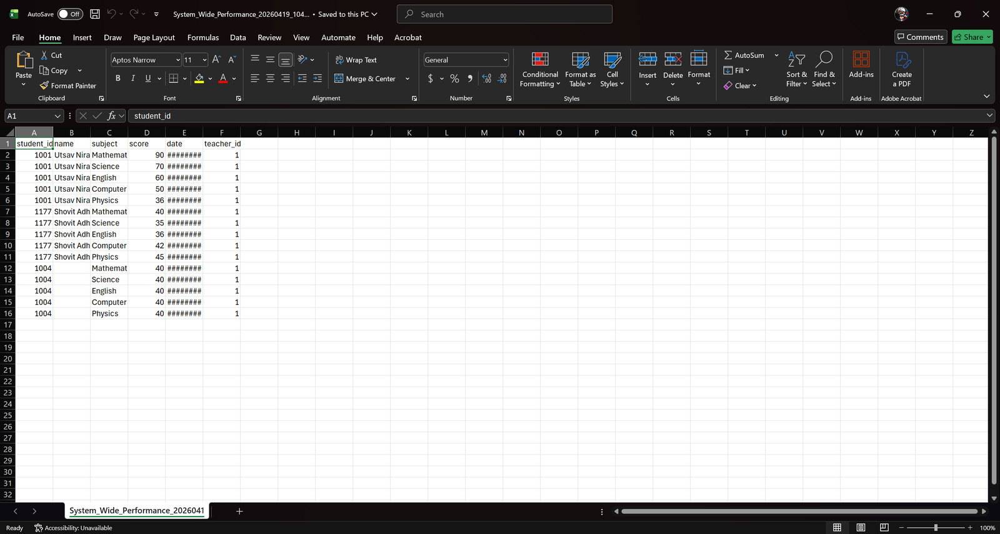 AutoSave Off System_Wide_Performance_20260419_104... • Saved to this PC Search
File Home Insert Draw Page Layout Formulas Data Review View Automate Help Acrobat Comments Share
Paste Cut Copy Format Painter Clipboard
Aptos Narrow 11 A A B I U A Font
Wrap Text Merge & Center Alignment
General $ % 9 .00 Number
Conditional Formatting Format as Table Cell Styles Styles
Insert Delete Format Cells
AutoSum Fill Clear Sort & Filter Find & Select Editing
Add-ins Add-ins
Create a PDF Adobe Acrobat
A1 fx student_id
A B C D E F G H I J K L M N O P Q R S T U V W X Y Z
1 student_id name subject score date teacher_id
2 1001 Utsav Nira Mathemat 90 ######## 1
3 1001 Utsav Nira Science 70 ######## 1
4 1001 Utsav Nira English 60 ######## 1
5 1001 Utsav Nira Computer 50 ######## 1
6 1001 Utsav Nira Physics 36 ######## 1
7 1177 Shovit Adh Mathemat 40 ######## 1
8 1177 Shovit Adh Science 35 ######## 1
9 1177 Shovit Adh English 36 ######## 1
10 1177 Shovit Adh Computer 42 ######## 1
11 1177 Shovit Adh Physics 45 ######## 1
12 1004 Mathemat 40 ######## 1
13 1004 Science 40 ######## 1
14 1004 English 40 ######## 1
15 1004 Computer 40 ######## 1
16 1004 Physics 40 ######## 1
17
18
19
20
21
22
23
24
25
26
27
28
29
30
31
32
System_Wide_Performance_2026041
Ready Accessibility: Unavailable 100%